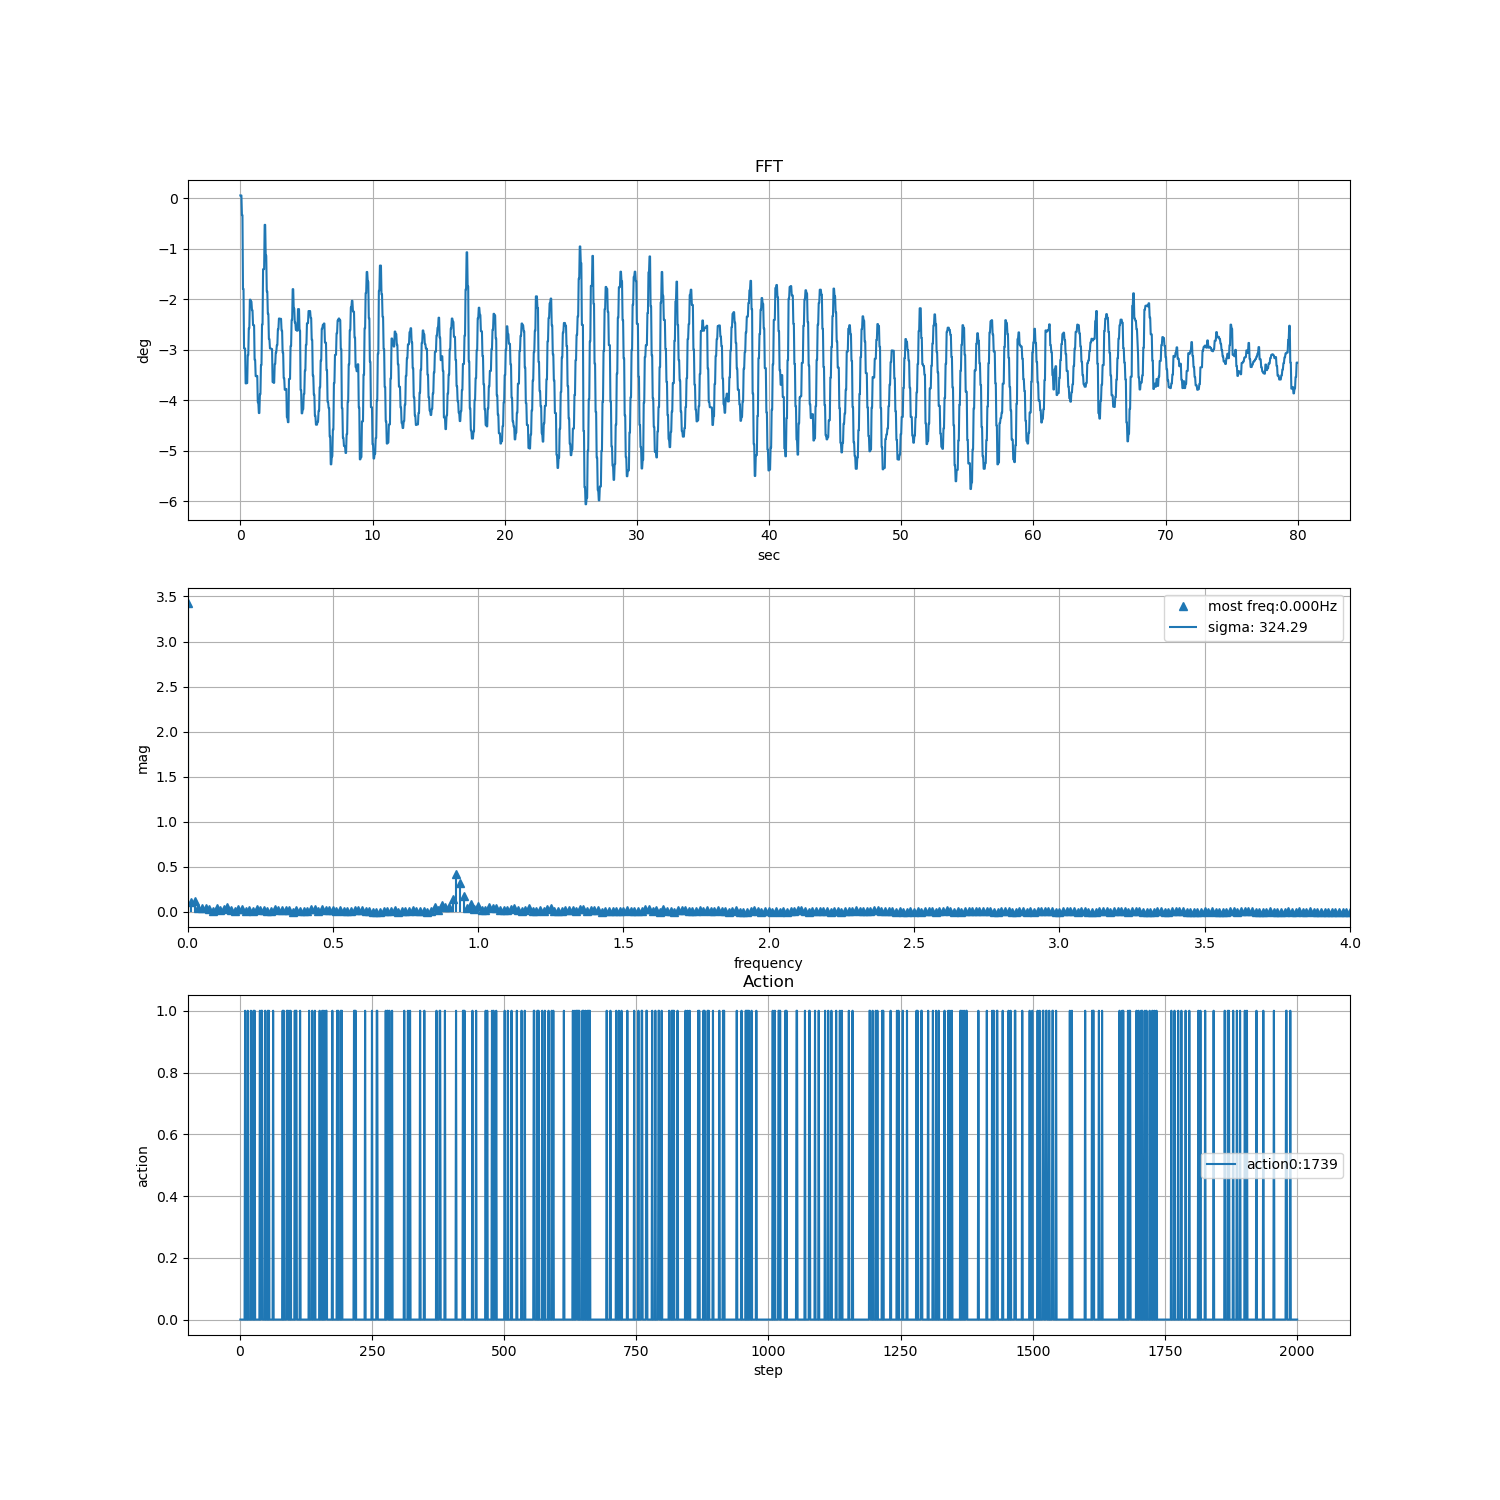 FFT
0
−1
−2
−3
−4
−5
−6
deg
0 10 20 30 40 50 60 70 80
sec
3.5
3.0
2.5
2.0
1.5
1.0
0.5
0.0
mag
most freq:0.000Hz
sigma: 324.29
0.0 0.5 1.0 1.5 2.0 2.5 3.0 3.5 4.0
frequency
Action
1.0
0.8
0.6
0.4
0.2
0.0
action
action0:1739
0 250 500 750 1000 1250 1500 1750 2000
step